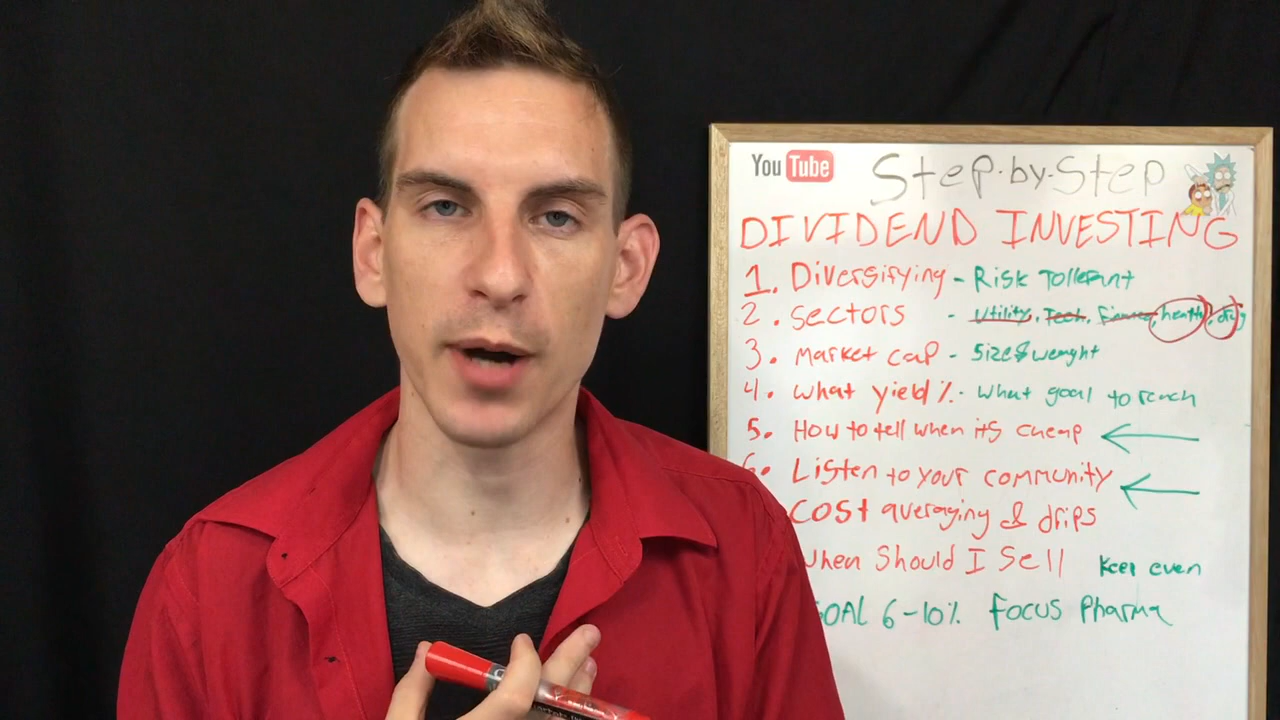 YouTube
Step-by-Step
DIVIDEND INVESTING
1. Diversifying - Risk Tollerant
2. Sectors - Utility, Tech, Finance, health,
3. Market cap - Size & weight
4. What yield % - What goal to reach
5. How to tell when its cheap
6. Listen to your community
COST averaging & drips
When Should I Sell Keep even
GOAL 6-10% Focus Pharma